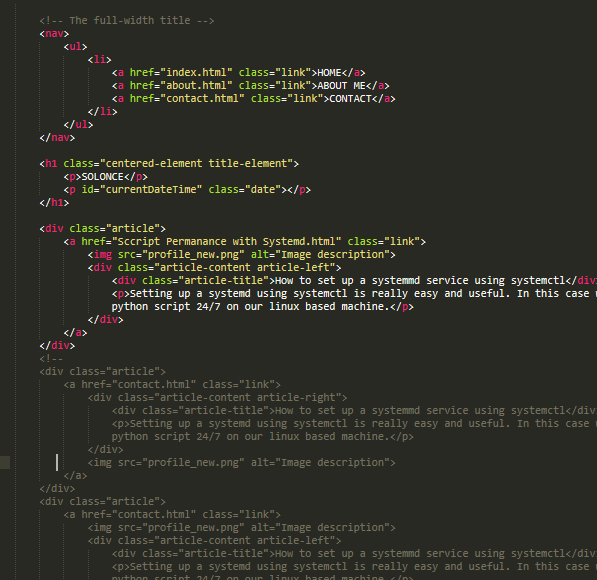 <!-- The full-width title -->
<nav>
<ul>
<li>
<a href="index.html" class="link">HOME</a>
<a href="about.html" class="link">ABOUT ME</a>
<a href="contact.html" class="link">CONTACT</a>
</li>
</ul>
</nav>
<h1 class="centered-element title-element">
<p>SOLONCE</p>
<p id="currentDateTime" class="date"></p>
</h1>
<div class="article">
<a href="Sccript Permanance with Systemd.html" class="link">
<img src="profile_new.png" alt="Image description">
<div class="article-content article-left">
<div class="article-title">How to set up a systemmd service using systemctl</div
<p>Setting up a systemd using systemctl is really easy and useful. In this case
python script 24/7 on our linux based machine.</p>
</div>
</a>
</div>
<!--
<div class="article">
<a href="contact.html" class="link">
<div class="article-content article-right">
<div class="article-title">How to set up a systemmd service using systemctl</div
<p>Setting up a systemd using systemctl is really easy and useful. In this case
python script 24/7 on our linux based machine.</p>
</div>
<img src="profile_new.png" alt="Image description">
</a>
</div>
<div class="article">
<a href="contact.html" class="link">
<img src="profile_new.png" alt="Image description">
<div class="article-content article-left">
<div class="article-title">How to set up a systemmd service using systemctl</div
<p>Setting up a systemd using systemctl is really easy and useful. In this case
python script 24/7 on our linux based machine.</p>